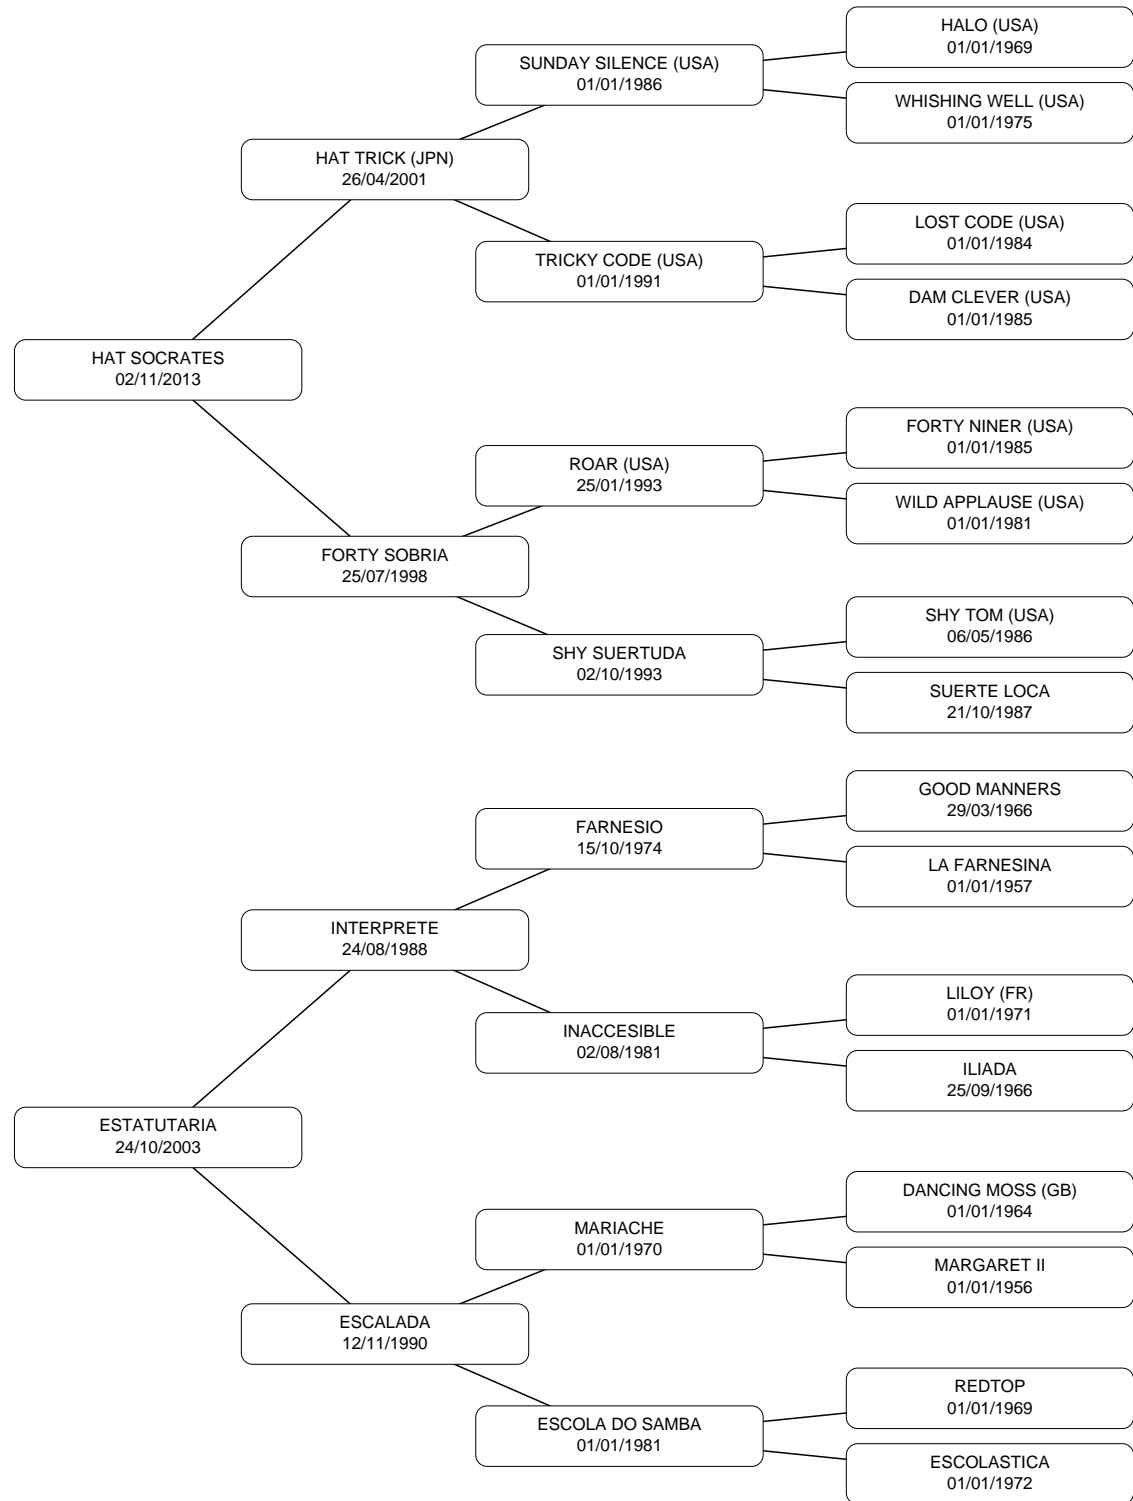 HALO (USA)
01/01/1969
SUNDAY SILENCE (USA)
01/01/1986
WHISHING WELL (USA)
01/01/1975
HAT TRICK (JPN)
26/04/2001
LOST CODE (USA)
01/01/1984
TRICKY CODE (USA)
01/01/1991
DAM CLEVER (USA)
01/01/1985
HAT SOCRATES
02/11/2013
FORTY NINER (USA)
01/01/1985
ROAR (USA)
25/01/1993
WILD APPLAUSE (USA)
01/01/1981
FORTY SOBRIA
25/07/1998
SHY TOM (USA)
06/05/1986
SHY SUERTUDA
02/10/1993
SUERTE LOCA
21/10/1987
GOOD MANNERS
29/03/1966
FARNESIO
15/10/1974
LA FARNESINA
01/01/1957
INTERPRETE
24/08/1988
LILOY (FR)
01/01/1971
INACCESIBLE
02/08/1981
ILIADA
25/09/1966
ESTATUTARIA
24/10/2003
DANCING MOSS (GB)
01/01/1964
MARIACHE
01/01/1970
MARGARET II
01/01/1956
ESCALADA
12/11/1990
REDTOP
01/01/1969
ESCOLA DO SAMBA
01/01/1981
ESCOLASTICA
01/01/1972